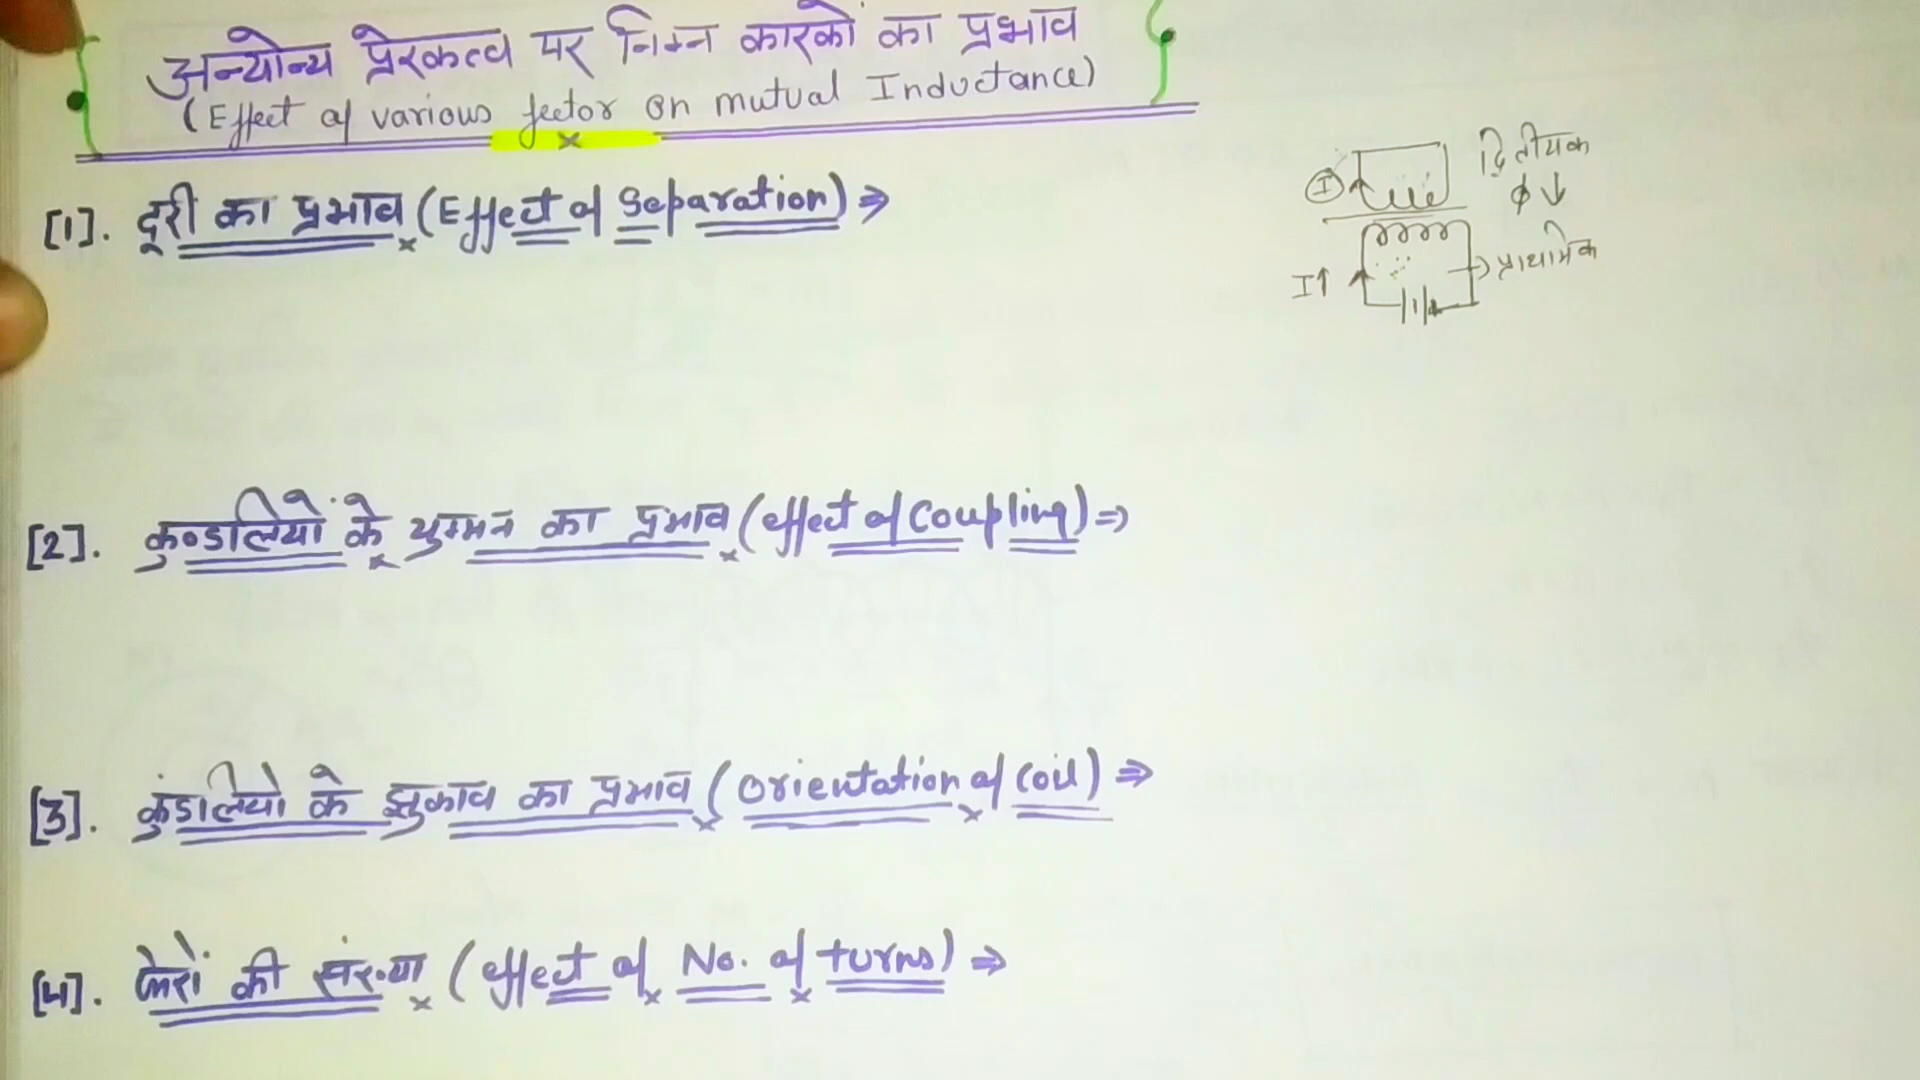 अन्योन्य प्रेरकत्व पर निम्न कारकों का प्रभाव
(Effect of various fector on mutual Inductance)
[1]. दूरी का प्रभाव (Effect of Separation) ⇒
[2]. कुण्डलियों के युग्मन का प्रभाव (effect of Coupling) ⇒
[3]. कुंडलियो के झुकाव का प्रभाव (Orientation of Coil) ⇒
[4]. फेरों की संख्या (effect of No. of turns) ⇒
I
द्वितीयक
ϕ↓
I↑
→ प्राथमिक